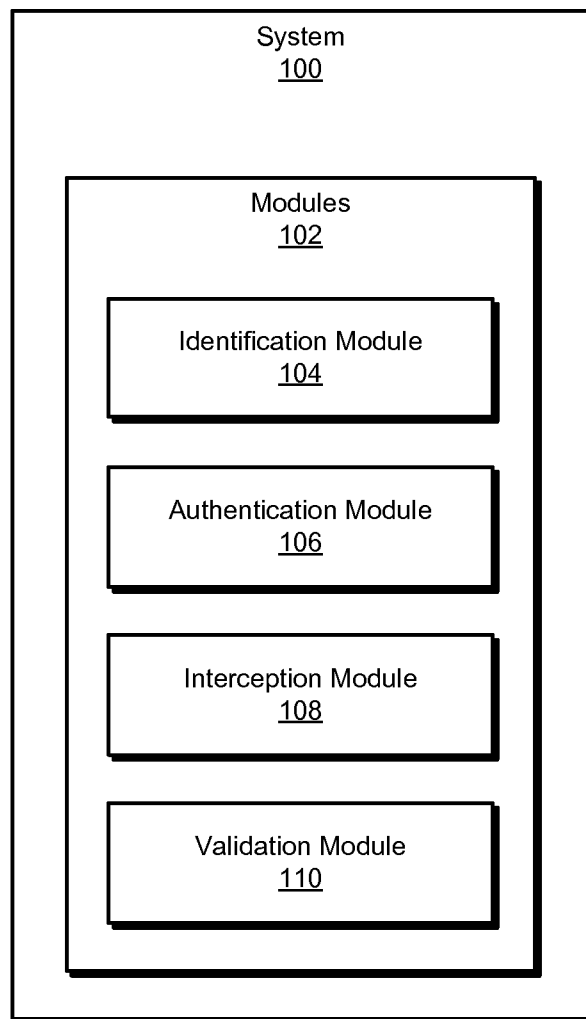 System
100
Modules
102
Identification Module
104
Authentication Module
106
Interception Module
108
Validation Module
110